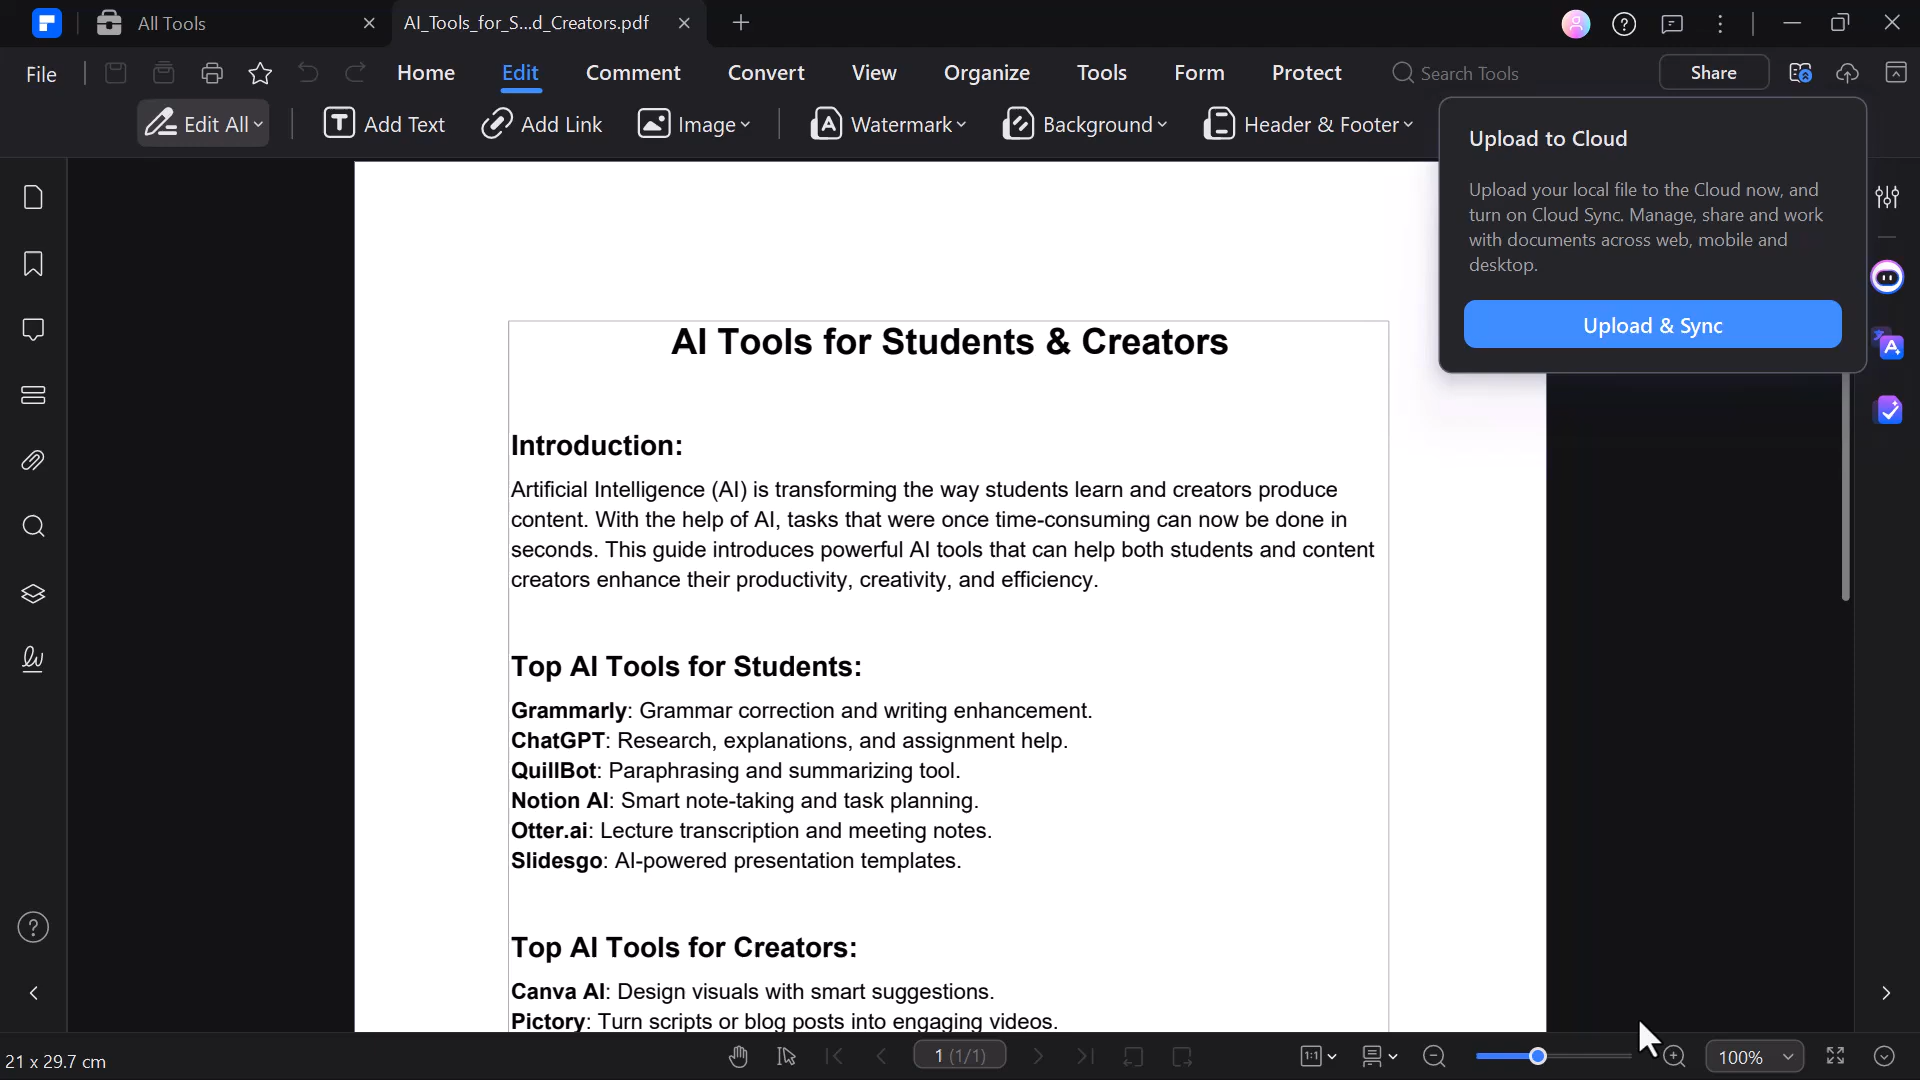 All Tools
AI_Tools_for_S...d_Creators.pdf
File
Home
Edit
Comment
Convert
View
Organize
Tools
Form
Protect
Search Tools
Share
Edit All
Add Text
Add Link
Image
Watermark
Background
Header & Footer
Upload to Cloud
Upload your local file to the Cloud now, and
turn on Cloud Sync. Manage, share and work
with documents across web, mobile and
desktop.
Upload & Sync
AI Tools for Students & Creators
Introduction:
Artificial Intelligence (AI) is transforming the way students learn and creators produce
content. With the help of AI, tasks that were once time-consuming can now be done in
seconds. This guide introduces powerful AI tools that can help both students and content
creators enhance their productivity, creativity, and efficiency.
Top AI Tools for Students:
Grammarly: Grammar correction and writing enhancement.
ChatGPT: Research, explanations, and assignment help.
QuillBot: Paraphrasing and summarizing tool.
Notion AI: Smart note-taking and task planning.
Otter.ai: Lecture transcription and meeting notes.
Slidesgo: AI-powered presentation templates.
Top AI Tools for Creators:
Canva AI: Design visuals with smart suggestions.
Pictory: Turn scripts or blog posts into engaging videos.
21 x 29.7 cm
1 (1/1)
100%